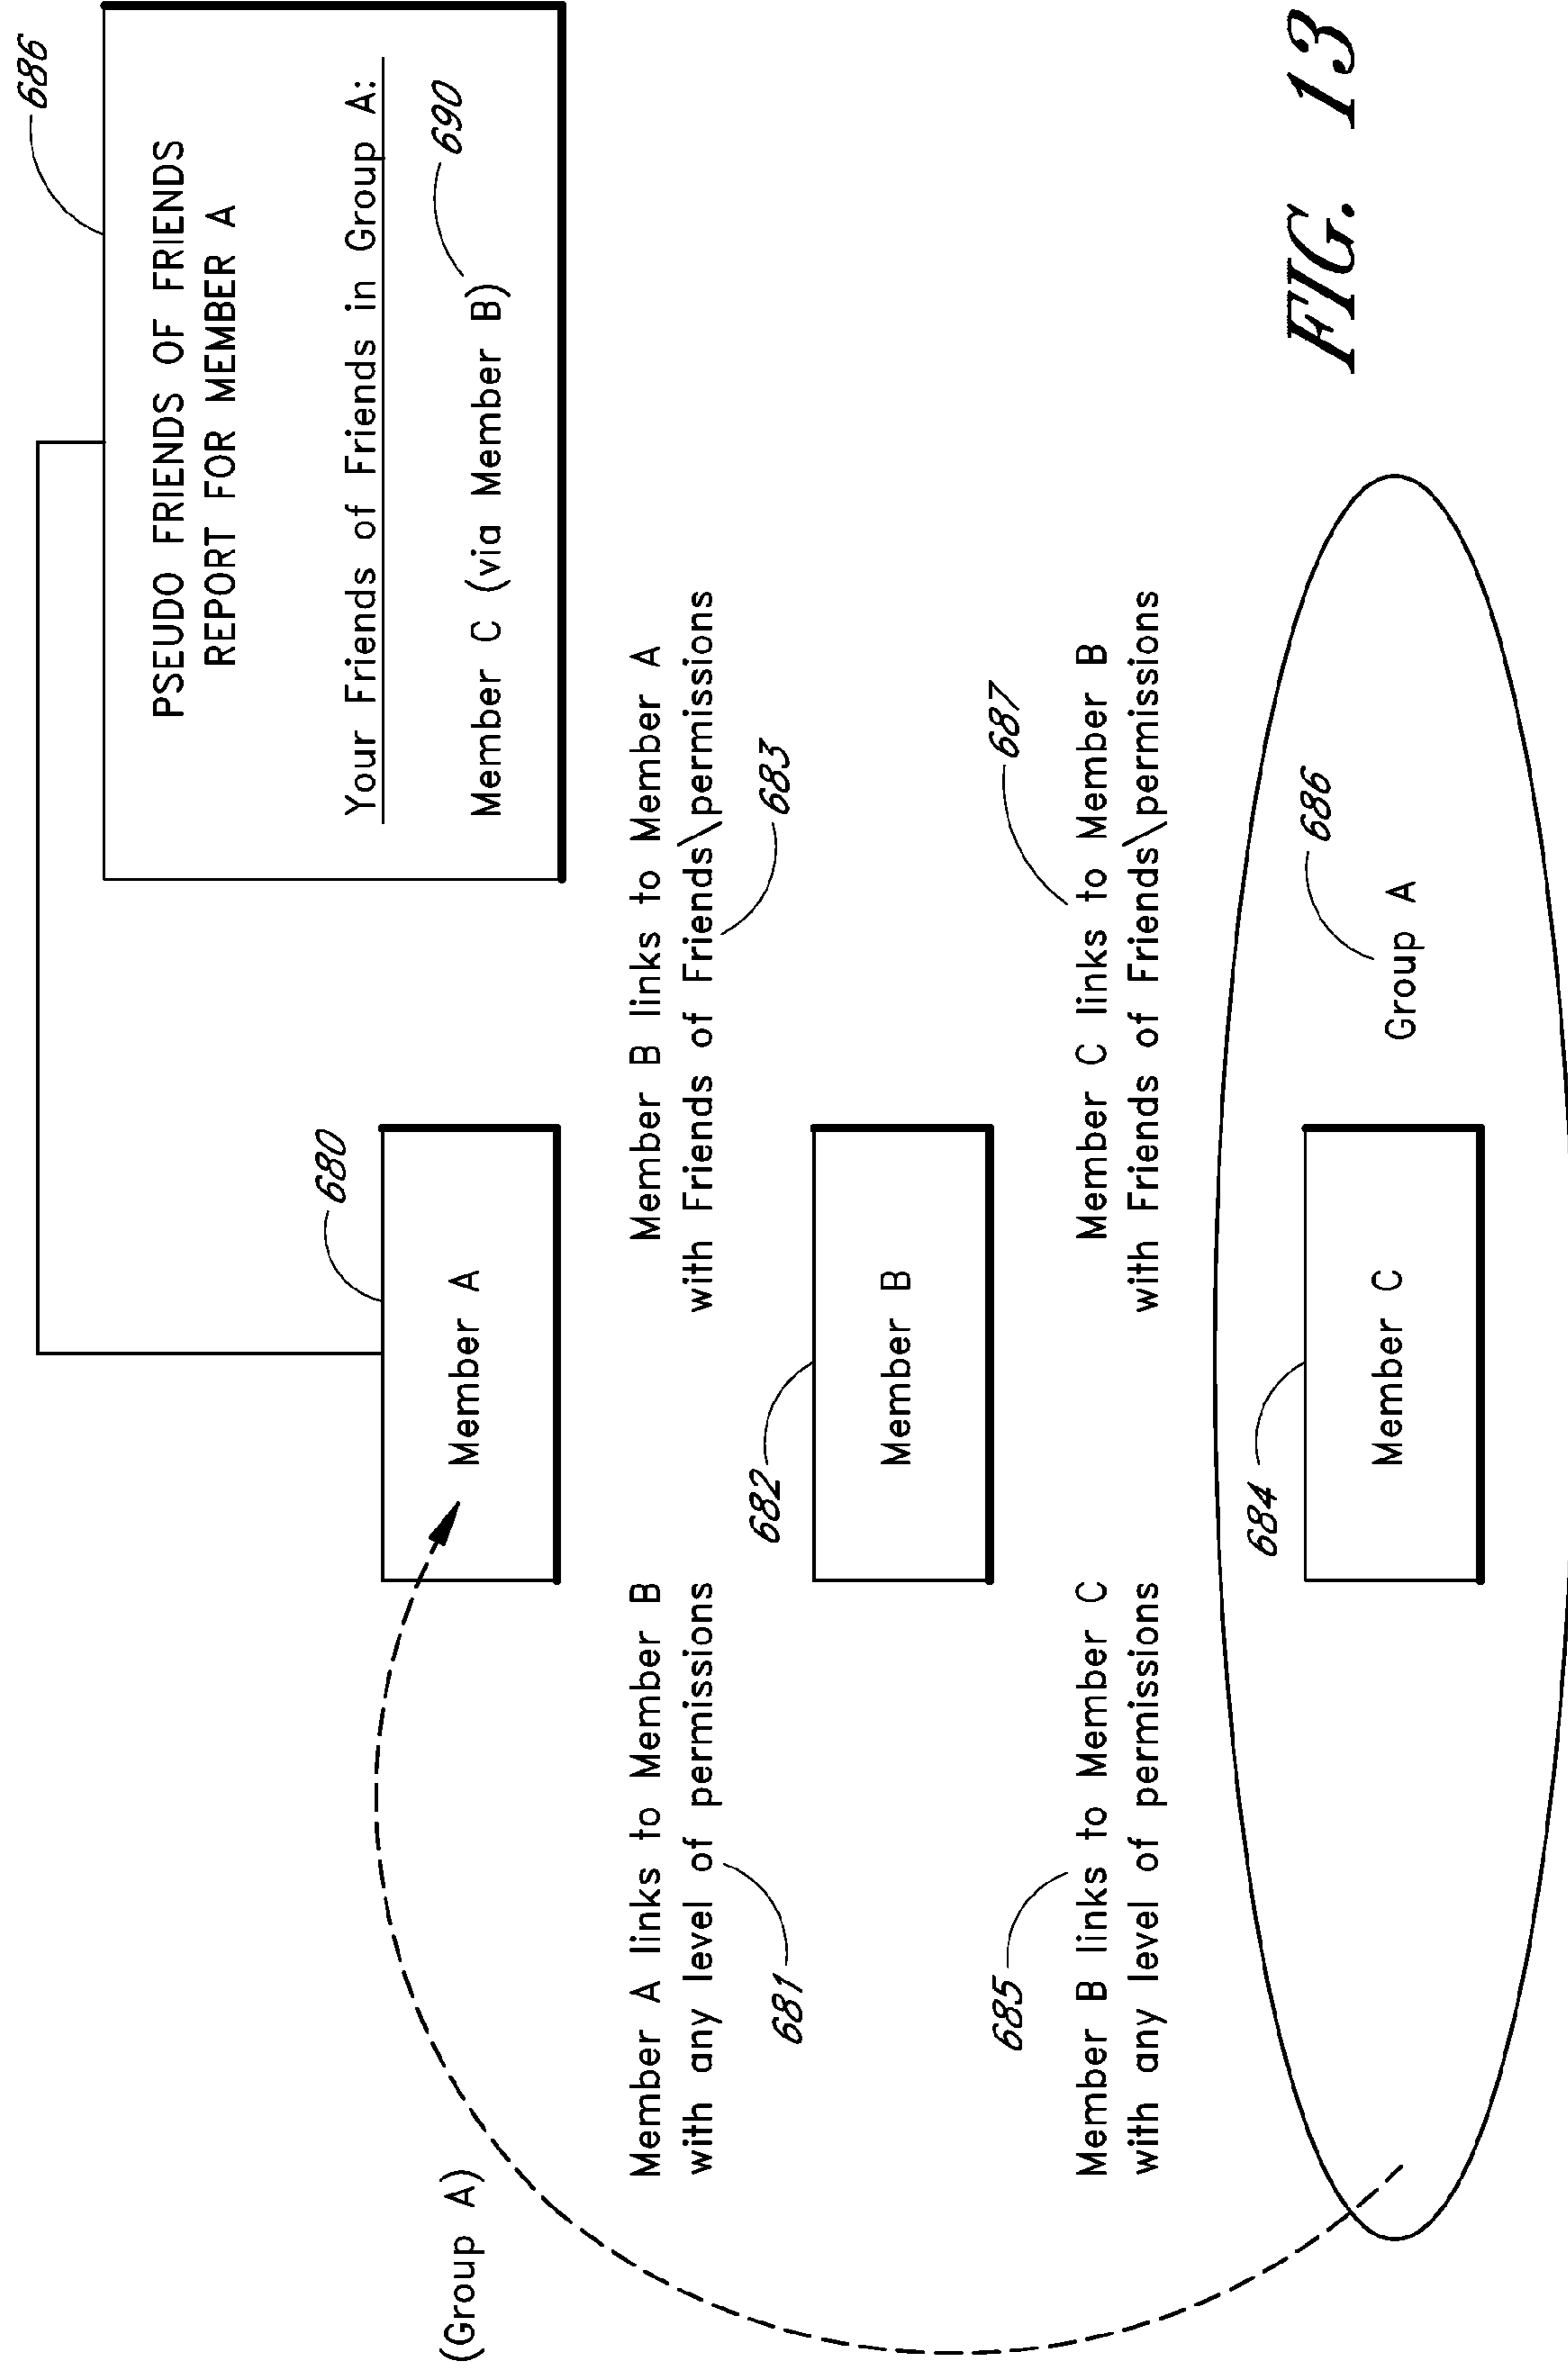 686
PSEUDO FRIENDS OF FRIENDS
REPORT FOR MEMBER A
Your Friends of Friends in Group A:
690
Member C (via Member B)
(Group A)
680
Member A
Member A links to Member B
with any level of permissions
681
Member B links to Member A
with Friends of Friends\permissions
683
682
Member B
685
Member B links to Member C
with any level of permissions
687
Member C links to Member B
with Friends of Friends\permissions
684
Member C
686
Group A
FIG. 13